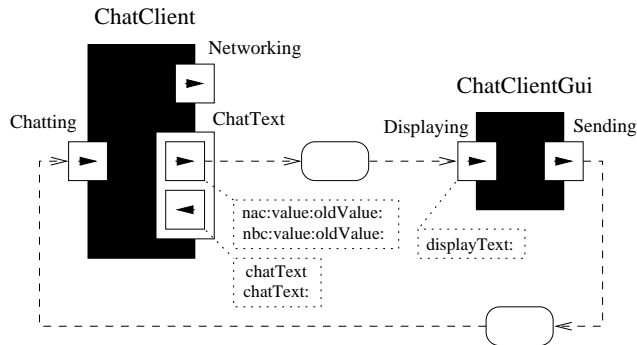 ChatClient
Networking
ChatClientGui
Chatting
ChatText
Displaying
Sending
nac:value:oldValue:
nbc:value:oldValue:
displayText:
chatText
chatText: